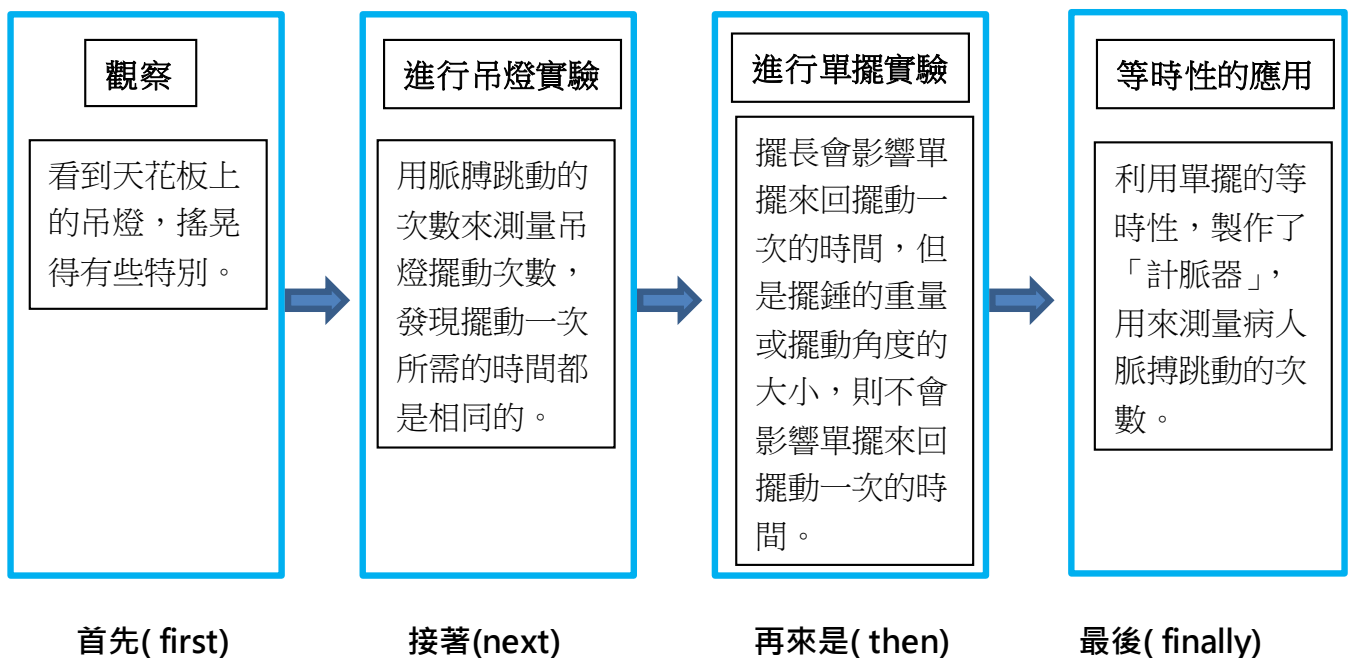 觀察
看到天花板上
的吊燈，搖晃
得有些特別。
進行吊燈實驗
用脈膊跳動的
次數來測量吊
燈擺動次數，
發現擺動一次
所需的時間都
是相同的。
進行單擺實驗
擺長會影響單
擺來回擺動一
次的時間，但
是擺錘的重量
或擺動角度的
大小，則不會
影響單擺來回
擺動一次的時
間。
等時性的應用
利用單擺的等
時性，製作了
「計脈器」，
用來測量病人
脈搏跳動的次
數。
首先( first)
接著(next)
再來是( then)
最後( finally)